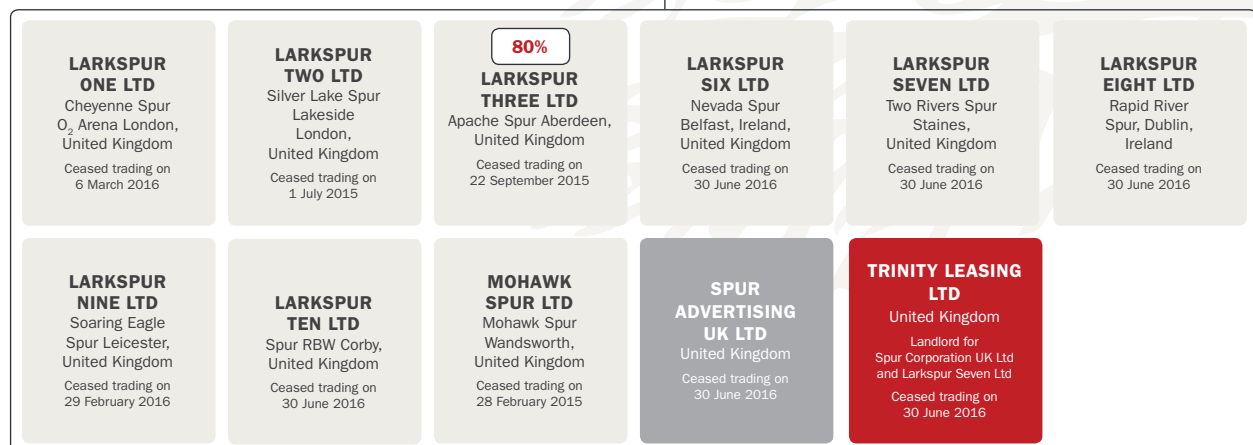 LARKSPUR
ONE LTD
Cheyenne Spur
O₂ Arena London,
United Kingdom
Ceased trading on
6 March 2016
LARKSPUR
TWO LTD
Silver Lake Spur
Lakeside
London,
United Kingdom
Ceased trading on
1 July 2015
80%
LARKSPUR
THREE LTD
Apache Spur Aberdeen,
United Kingdom
Ceased trading on
22 September 2015
LARKSPUR
SIX LTD
Nevada Spur
Belfast, Ireland,
United Kingdom
Ceased trading on
30 June 2016
LARKSPUR
SEVEN LTD
Two Rivers Spur
Staines,
United Kingdom
Ceased trading on
30 June 2016
LARKSPUR
EIGHT LTD
Rapid River
Spur, Dublin,
Ireland
Ceased trading on
30 June 2016
LARKSPUR
NINE LTD
Soaring Eagle
Spur Leicester,
United Kingdom
Ceased trading on
29 February 2016
LARKSPUR
TEN LTD
Spur RBW Corby,
United Kingdom
Ceased trading on
30 June 2016
MOHAWK
SPUR LTD
Mohawk Spur
Wandsworth,
United Kingdom
Ceased trading on
28 February 2015
SPUR
ADVERTISING
UK LTD
United Kingdom
Ceased trading on
30 June 2016
TRINITY LEASING
LTD
United Kingdom
Landlord for
Spur Corporation UK Ltd
and Larkspur Seven Ltd
Ceased trading on
30 June 2016